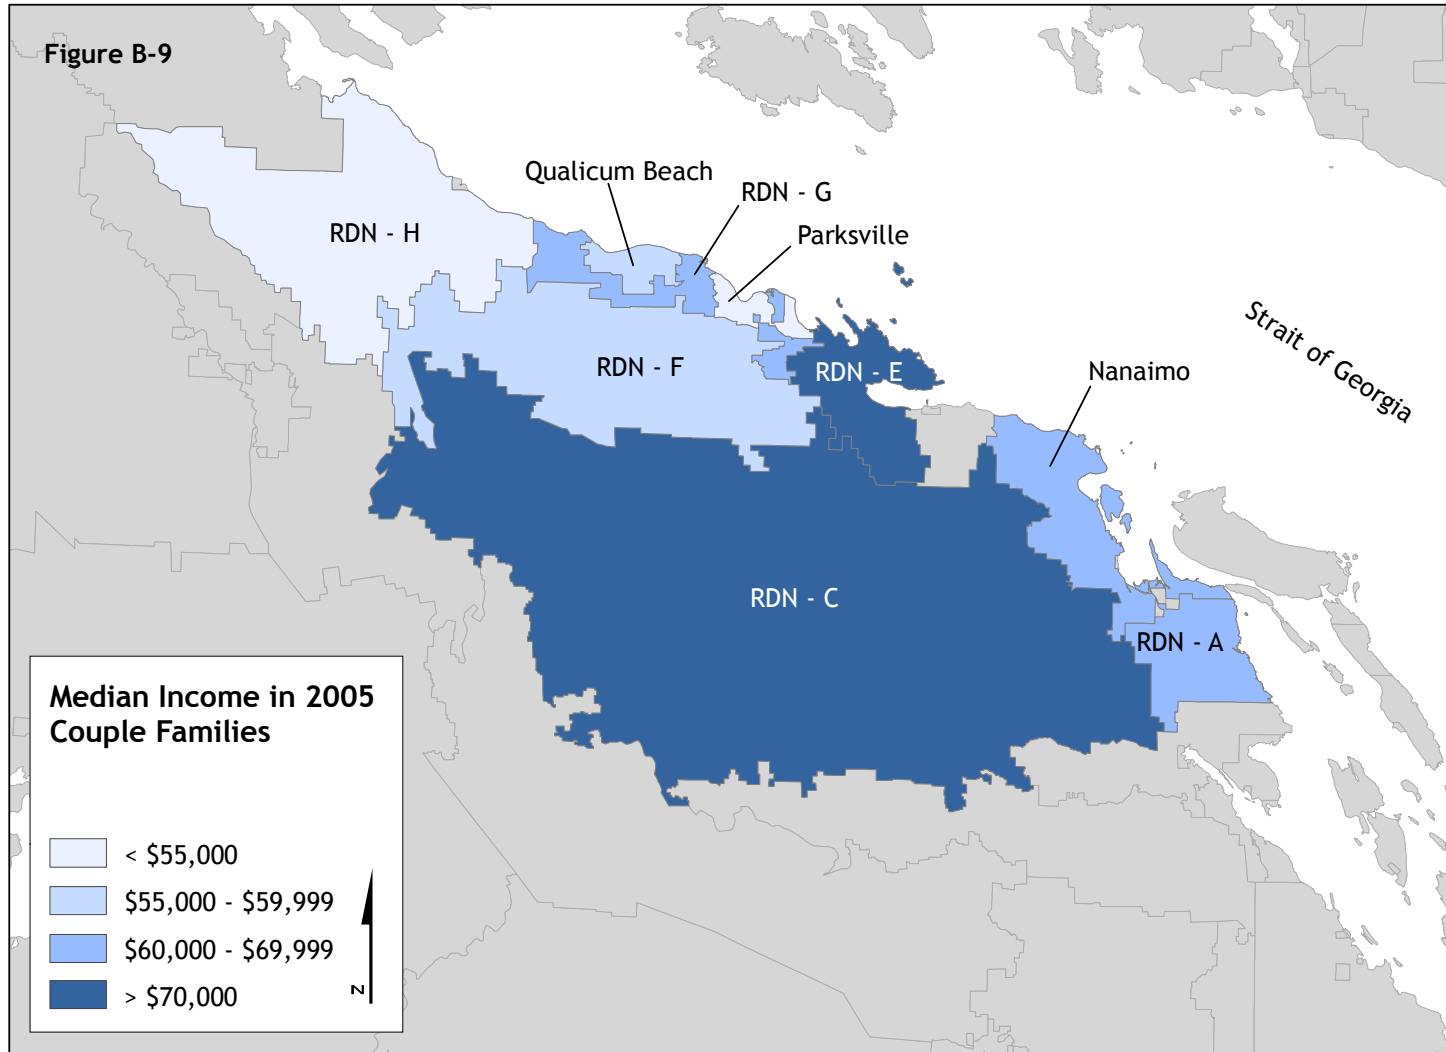 Figure B-9
Qualicum Beach
RDN - G
Parksville
RDN - H
Strait of Georgia
RDN - F
RDN - E
Nanaimo
RDN - C
RDN - A
Median Income in 2005
Couple Families
< $55,000
$55,000 - $59,999
$60,000 - $69,999
> $70,000
N